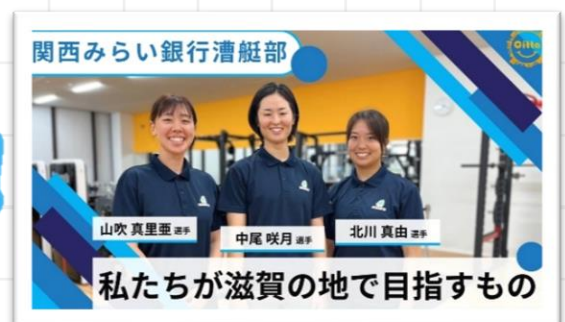 関西みらい銀行漕艇部
Oitte
山吹 真里亜 選手
中尾 咲月 選手
北川 真由 選手
私たちが滋賀の地で目指すもの